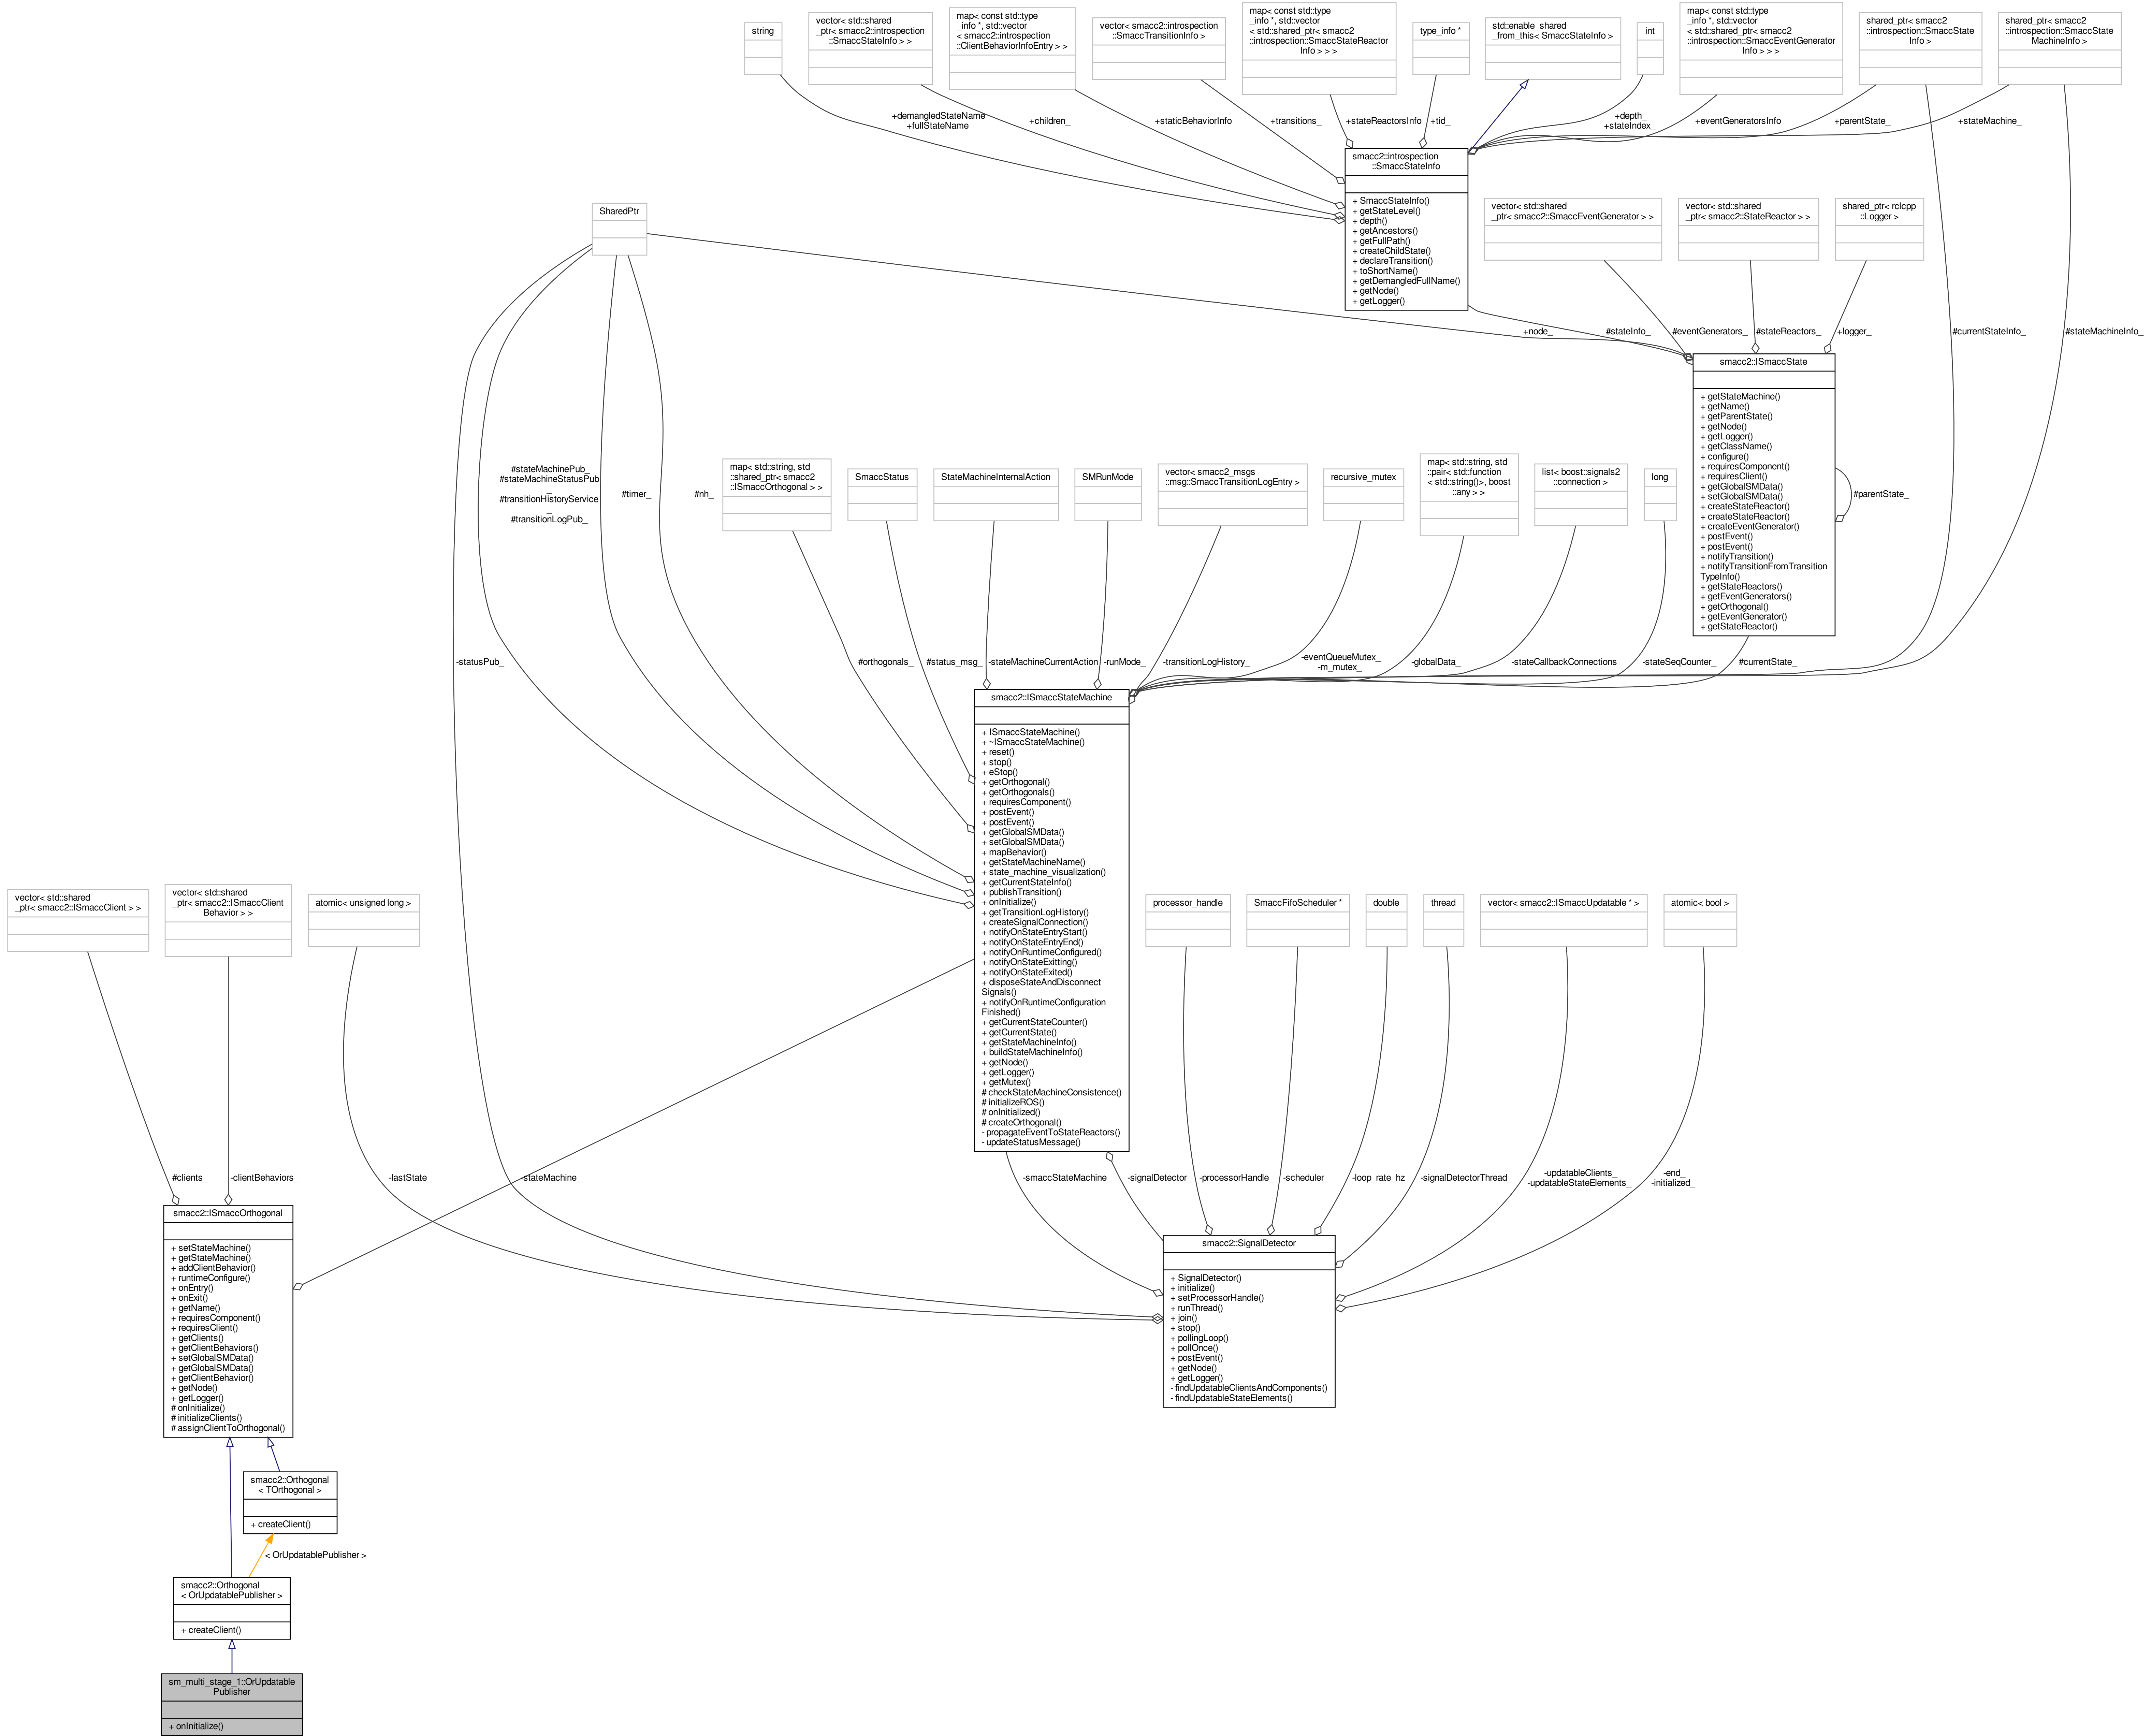 string
vector< std::shared
_ptr< smacc2::introspection
::SmaccStateInfo > >
map< const std::type
_info *, std::vector
< smacc2::introspection
::ClientBehaviorInfoEntry > >
vector< smacc2::introspection
::SmaccTransitionInfo >
map< const std::type
_info *, std::vector
< std::shared_ptr< smacc2
::introspection::SmaccStateReactor
Info > > >
type_info *
std::enable_shared
_from_this< SmaccStateInfo >
int
map< const std::type
_info *, std::vector
< std::shared_ptr< smacc2
::introspection::SmaccEventGenerator
Info > > >
shared_ptr< smacc2
::introspection::SmaccState
Info >
shared_ptr< smacc2
::introspection::SmaccState
MachineInfo >
+demangledStateName
+fullStateName
+children_
+staticBehaviorInfo
+transitions_
+stateReactorsInfo
+tid_
+depth_
+stateIndex_
+eventGeneratorsInfo
+parentState_
+stateMachine_
smacc2::introspection
::SmaccStateInfo
+ SmaccStateInfo()
+ getStateLevel()
+ depth()
+ getAncestors()
+ getFullPath()
+ createChildState()
+ declareTransition()
+ toShortName()
+ getDemangledFullName()
+ getNode()
+ getLogger()
SharedPtr
vector< std::shared
_ptr< smacc2::SmaccEventGenerator > >
vector< std::shared
_ptr< smacc2::StateReactor > >
shared_ptr< rclcpp
::Logger >
+node_
#stateInfo_
#eventGenerators_
#stateReactors_
+logger_
#currentStateInfo_
#stateMachineInfo_
smacc2::ISmaccState
+ getStateMachine()
+ getName()
+ getParentState()
+ getNode()
+ getLogger()
+ getClassName()
+ configure()
+ requiresComponent()
+ requiresClient()
+ getGlobalSMData()
+ setGlobalSMData()
+ createStateReactor()
+ createStateReactor()
+ createEventGenerator()
+ postEvent()
+ postEvent()
+ notifyTransition()
+ notifyTransitionFromTransition
TypeInfo()
+ getStateReactors()
+ getEventGenerators()
+ getOrthogonal()
+ getEventGenerator()
+ getStateReactor()
#parentState_
#stateMachinePub_
#stateMachineStatusPub
_
#transitionHistoryService
_
#transitionLogPub_
#timer_
#nh_
map< std::string, std
::shared_ptr< smacc2
::ISmaccOrthogonal > >
SmaccStatus
StateMachineInternalAction
SMRunMode
vector< smacc2_msgs
::msg::SmaccTransitionLogEntry >
recursive_mutex
map< std::string, std
::pair< std::function
< std::string()>, boost
::any > >
list< boost::signals2
::connection >
long
-statusPub_
#orthogonals_
#status_msg_
-stateMachineCurrentAction
-runMode_
-transitionLogHistory_
-eventQueueMutex_
-m_mutex_
-globalData_
-stateCallbackConnections
-stateSeqCounter_
#currentState_
smacc2::ISmaccStateMachine
+ ISmaccStateMachine()
+ ~ISmaccStateMachine()
+ reset()
+ stop()
+ eStop()
+ getOrthogonal()
+ getOrthogonals()
+ requiresComponent()
+ postEvent()
+ postEvent()
+ getGlobalSMData()
+ setGlobalSMData()
+ mapBehavior()
+ getStateMachineName()
+ state_machine_visualization()
+ getCurrentStateInfo()
+ publishTransition()
+ onInitialize()
+ getTransitionLogHistory()
+ createSignalConnection()
+ notifyOnStateEntryStart()
+ notifyOnStateEntryEnd()
+ notifyOnRuntimeConfigured()
+ notifyOnStateExitting()
+ notifyOnStateExited()
+ disposeStateAndDisconnect
Signals()
+ notifyOnRuntimeConfiguration
Finished()
+ getCurrentStateCounter()
+ getCurrentState()
+ getStateMachineInfo()
+ buildStateMachineInfo()
+ getNode()
+ getLogger()
+ getMutex()
# checkStateMachineConsistence()
# initializeROS()
# onInitialized()
# createOrthogonal()
- propagateEventToStateReactors()
- updateStatusMessage()
vector< std::shared
_ptr< smacc2::ISmaccClient > >
vector< std::shared
_ptr< smacc2::ISmaccClient
Behavior > >
atomic< unsigned long >
processor_handle
SmaccFifoScheduler *
double
thread
vector< smacc2::ISmaccUpdatable * >
atomic< bool >
#clients_
-clientBehaviors_
-lastState_
-stateMachine_
-smaccStateMachine_
-signalDetector_
-processorHandle_
-scheduler_
-loop_rate_hz
-signalDetectorThread_
-updatableClients_
-updatableStateElements_
-end_
-initialized_
smacc2::ISmaccOrthogonal
+ setStateMachine()
+ getStateMachine()
+ addClientBehavior()
+ runtimeConfigure()
+ onEntry()
+ onExit()
+ getName()
+ requiresComponent()
+ requiresClient()
+ getClients()
+ getClientBehaviors()
+ setGlobalSMData()
+ getGlobalSMData()
+ getClientBehavior()
+ getNode()
+ getLogger()
# onInitialize()
# initializeClients()
# assignClientToOrthogonal()
smacc2::SignalDetector
+ SignalDetector()
+ initialize()
+ setProcessorHandle()
+ runThread()
+ join()
+ stop()
+ pollingLoop()
+ pollOnce()
+ postEvent()
+ getNode()
+ getLogger()
- findUpdatableClientsAndComponents()
- findUpdatableStateElements()
smacc2::Orthogonal
< TOrthogonal >
+ createClient()
< OrUpdatablePublisher >
smacc2::Orthogonal
< OrUpdatablePublisher >
+ createClient()
sm_multi_stage_1::OrUpdatable
Publisher
+ onInitialize()